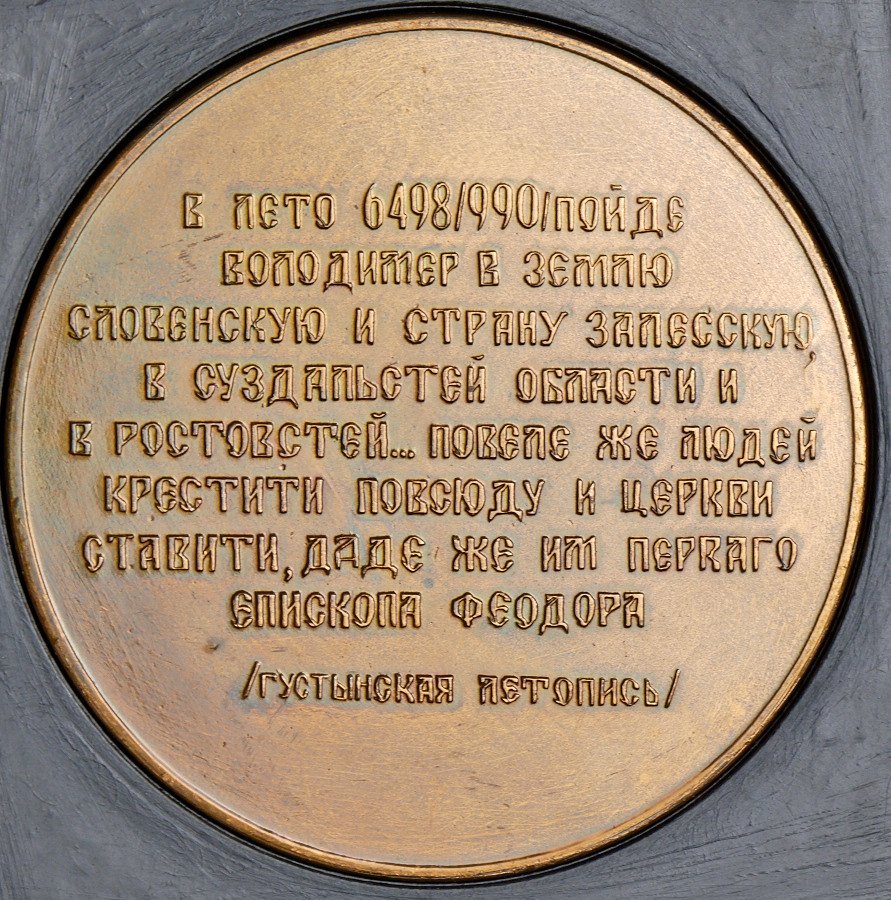 В ЛЕТО 6498/990/ПОЙДЕ
ВОЛОДИМЕР В ЗЕМЛЮ
СЛОВЕНСКУЮ И СТРАНУ ЗАЛЕССКУЮ,
В СУЗДАЛЬСТЕЙ ОБЛАСТИ И
В РОСТОВСТЕЙ... ПОВЕЛЕ ЖЕ ЛЮДЕЙ
КРЕСТИТИ ПОВСЮДУ И ЦЕРКВИ
СТАВИТИ, ДАДЕ ЖЕ ИМ ПЕРВАГО
ЕПИСКОПА ФЕОДОРА
/ГУСТЫНСКАЯ ЛЕТОПИСЬ/